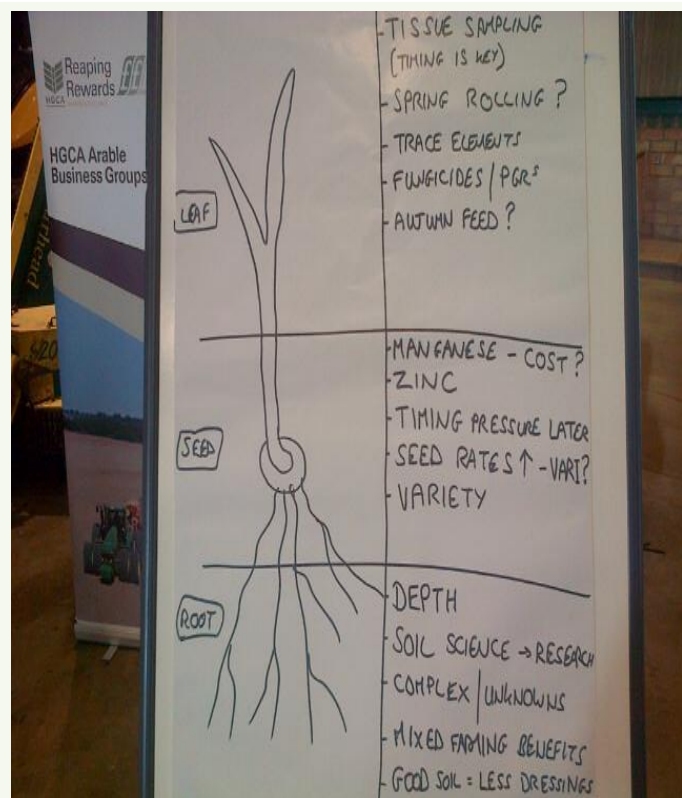 Reaping
Rewards
HGCA
HGCA Arable
Business Groups
LEAF
-TISSUE SAMPLING
(TIMING IS KEY)
-SPRING ROLLING ?
-TRACE ELEMENTS
-FUNGICIDES / PGRs
-AUTUMN FEED ?
SEED
-MANGANESE - COST ?
-ZINC
-TIMING PRESSURE LATER
-SEED RATES ↑ - VARI?
-VARIETY
ROOT
-DEPTH
-SOIL SCIENCE → RESEARCH
-COMPLEX / UNKNOWNS
-MIXED FARMING BENEFITS
-GOOD SOIL = LESS DRESSINGS